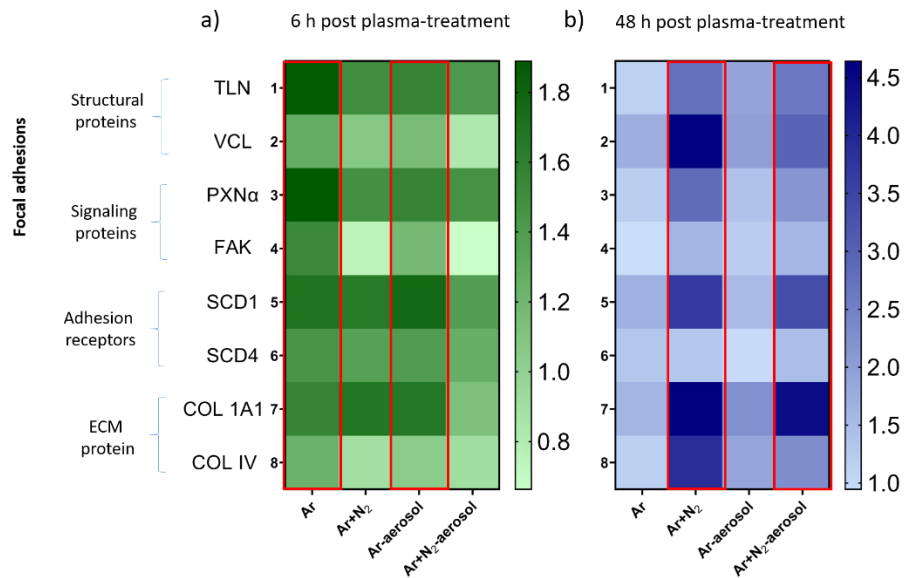 a)
6 h post plasma-treatment
b)
48 h post plasma-treatment
Focal adhesions
Structural
proteins
Signaling
proteins
Adhesion
receptors
ECM
protein
TLN 1
VCL 2
PXNα 3
FAK 4
SCD1 5
SCD4 6
COL 1A1 7
COL IV 8
Ar
Ar+N₂
Ar-aerosol
Ar+N₂-aerosol
1.8
1.6
1.4
1.2
1.0
0.8
1
2
3
4
5
6
7
8
Ar
Ar+N₂
Ar-aerosol
Ar+N₂-aerosol
4.5
4.0
3.5
3.0
2.5
2.0
1.5
1.0